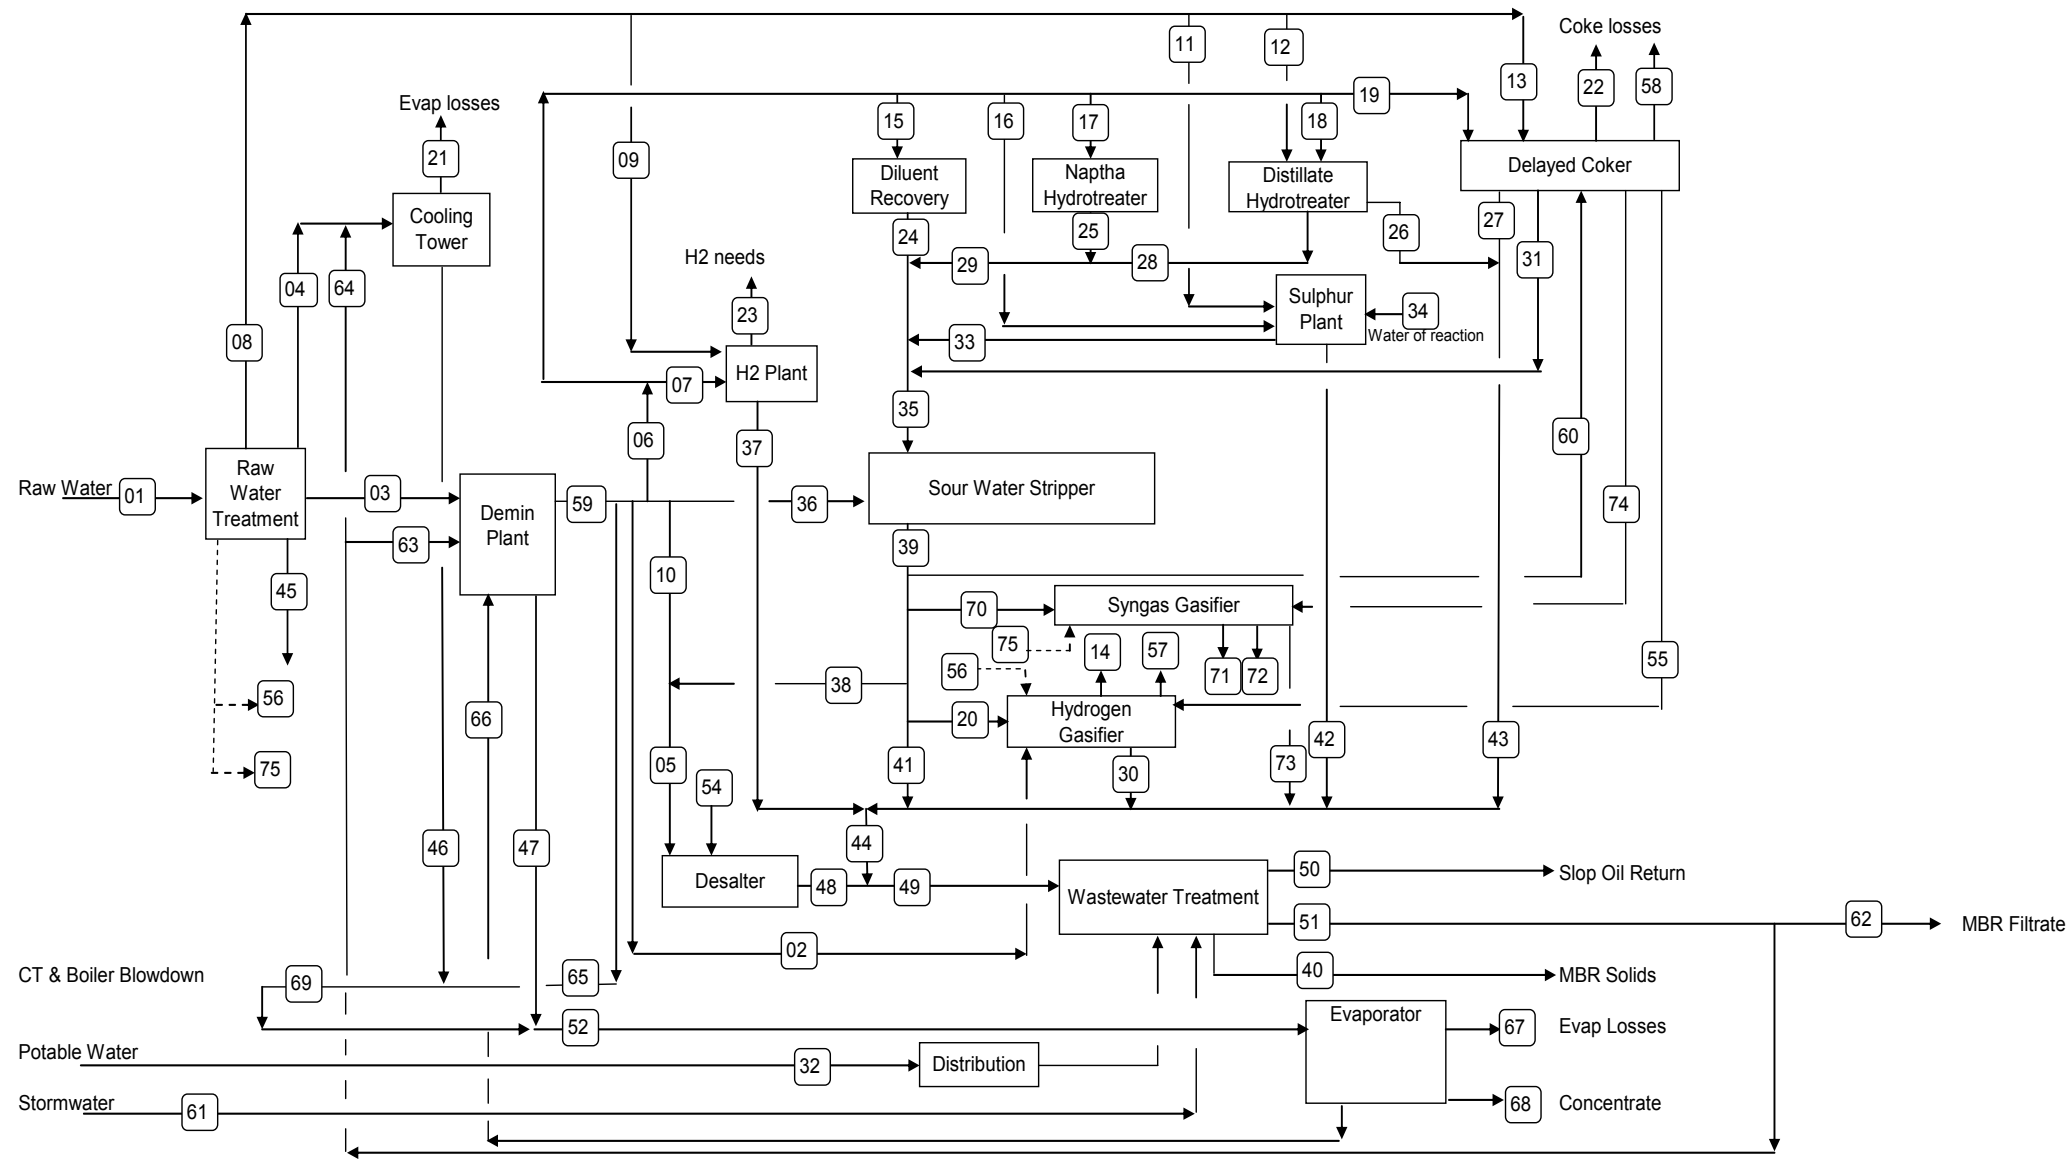 Coke losses
11
12
13
22
58
19
Evap losses
15
16
17
18
21
09
Delayed Coker
Diluent
Recovery
Naptha
Hydrotreater
Distillate
Hydrotreater
Cooling
Tower
24
25
26
27
31
H2 needs
29
28
04
64
Sulphur
Plant
34
Water of reaction
23
08
33
H2 Plant
07
35
06
37
60
Raw
Water
Treatment
Raw Water
01
03
Sour Water Stripper
Demin
Plant
59
36
74
63
39
10
45
Syngas Gasifier
70
75
14
57
56
71
72
55
38
56
66
Hydrogen
Gasifier
20
42
43
75
05
41
30
73
54
46
47
44
Desalter
48
49
Wastewater Treatment
50
Slop Oil Return
51
62
MBR Filtrate
02
CT & Boiler Blowdown
69
65
40
MBR Solids
52
Evaporator
67
Evap Losses
Potable Water
32
Distribution
Stormwater
61
68
Concentrate